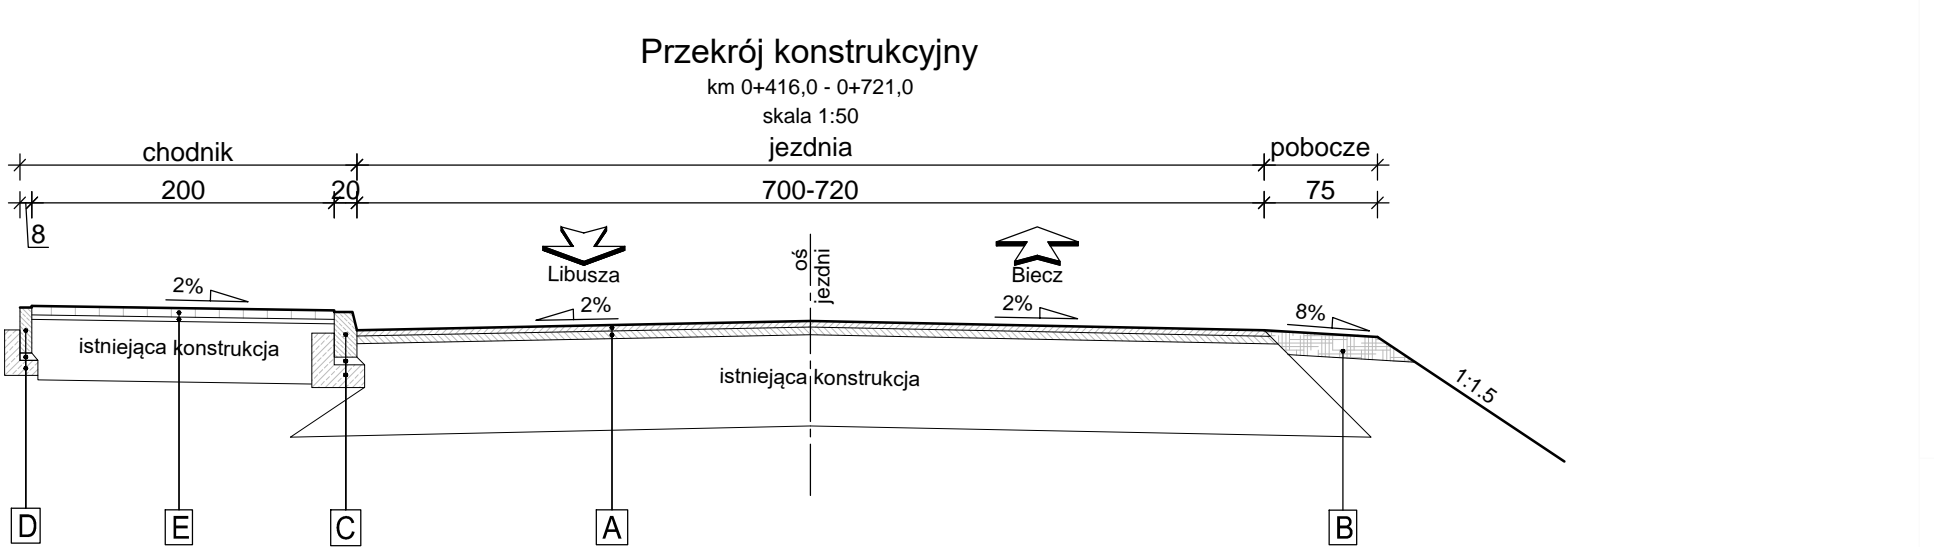 Przekrój konstrukcyjny
km 0+416,0 - 0+721,0
skala 1:50
chodnik jezdnia pobocze
200 20 700-720 75
8
Libusza
oś
jezdni
Biecz
2% 2% 2% 8%
istniejąca konstrukcja
istniejąca konstrukcja
1:1.5
D E C A B